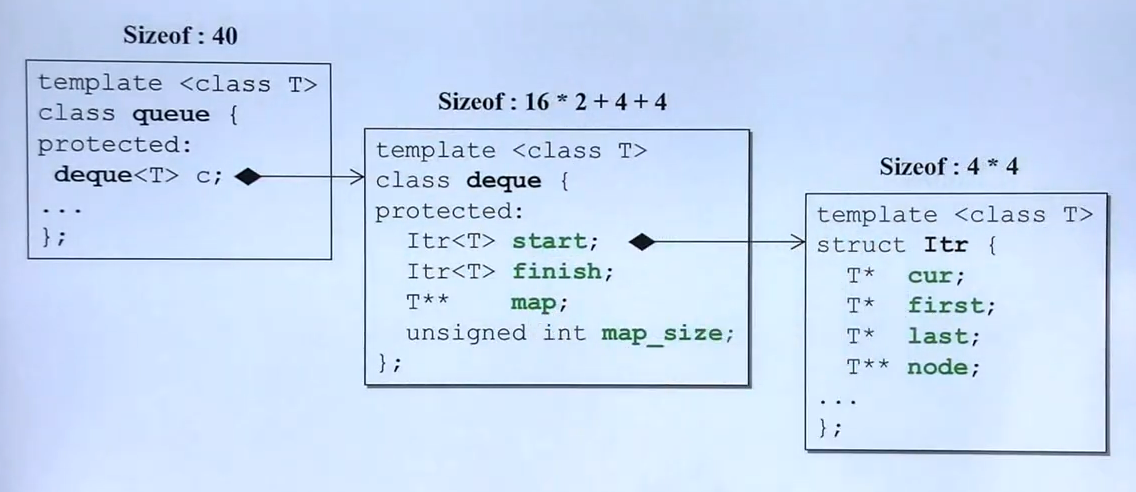 Sizeof : 40
template <class T>
class queue {
protected:
deque<T> c;
...
};
Sizeof : 16 * 2 + 4 + 4
template <class T>
class deque {
protected:
Itr<T> start;
Itr<T> finish;
T** map;
unsigned int map_size;
};
Sizeof : 4 * 4
template <class T>
struct Itr {
T* cur;
T* first;
T* last;
T** node;
...
};